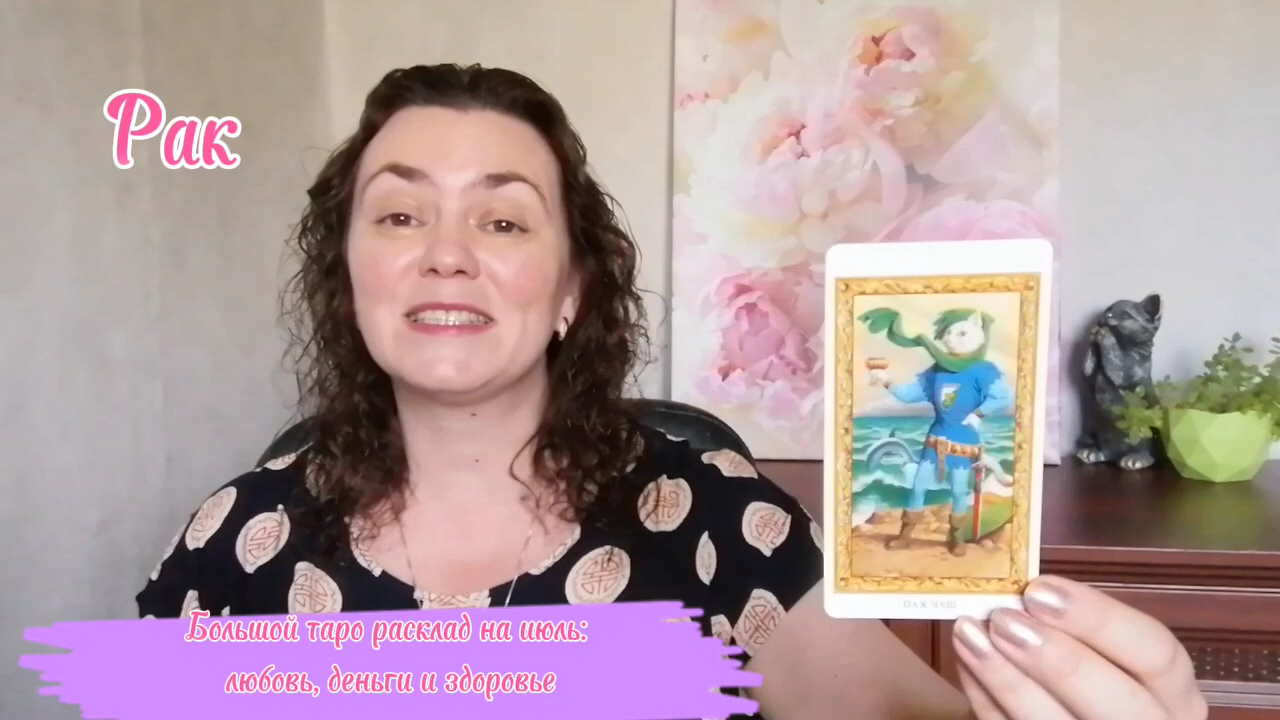 Рак
ПАЖ ЧАШ
Большой таро расклад на июль:
любовь, деньги и здоровье